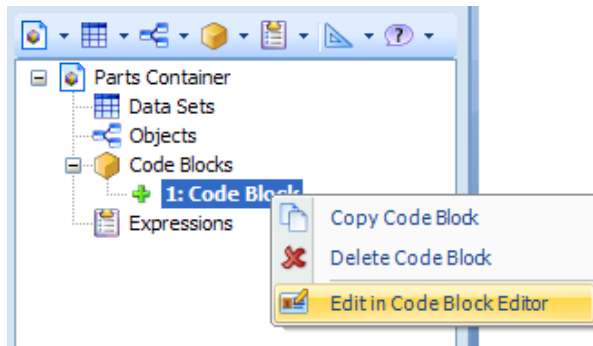 Parts Container
Data Sets
Objects
Code Blocks
1: Code Block
Expressions
Copy Code Block
Delete Code Block
Edit in Code Block Editor